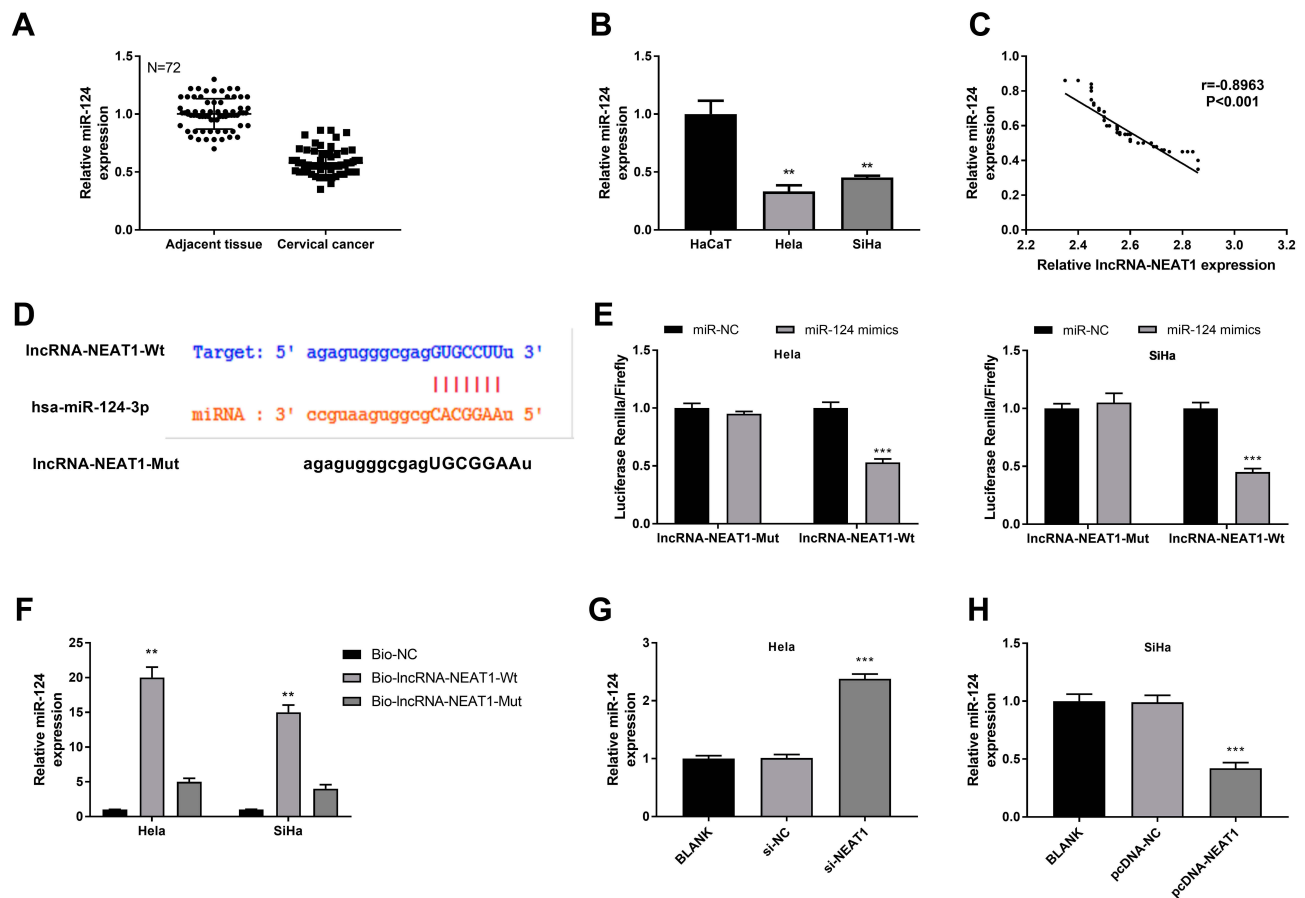 A
N=72
Relative miR-124
expression
1.5
1.0
0.5
0.0
Adjacent tissue
Cervical cancer
B
Relative miR-124
expression
1.5
1.0
0.5
0.0
**
**
HaCaT
Hela
SiHa
C
Relative miR-124
expression
1.0
0.8
0.6
0.4
0.2
0.0
r=-0.8963
P<0.001
2.2
2.4
2.6
2.8
3.0
3.2
Relative lncRNA-NEAT1 expression
D
lncRNA-NEAT1-Wt
Target: 5' agagugggcgagGUGCCUUu 3'
hsa-miR-124-3p
miRNA : 3' ccguaaguggcgCACGGAAu 5'
lncRNA-NEAT1-Mut
agagugggcgagUGCGGAAu
E
miR-NC
miR-124 mimics
Hela
Luciferase Renilla/Firefly
1.5
1.0
0.5
0.0
***
lncRNA-NEAT1-Mut
lncRNA-NEAT1-Wt
miR-NC
miR-124 mimics
SiHa
Luciferase Renilla/Firefly
1.5
1.0
0.5
0.0
***
lncRNA-NEAT1-Mut
lncRNA-NEAT1-Wt
F
Relative miR-124
expression
25
20
15
10
5
0
**
**
Hela
SiHa
Bio-NC
Bio-lncRNA-NEAT1-Wt
Bio-lncRNA-NEAT1-Mut
G
Hela
Relative miR-124
expression
3
2
1
0
***
BLANK
si-NC
si-NEAT1
H
SiHa
Relative miR-124
expression
1.5
1.0
0.5
0.0
***
BLANK
pcDNA-NC
pcDNA-NEAT1